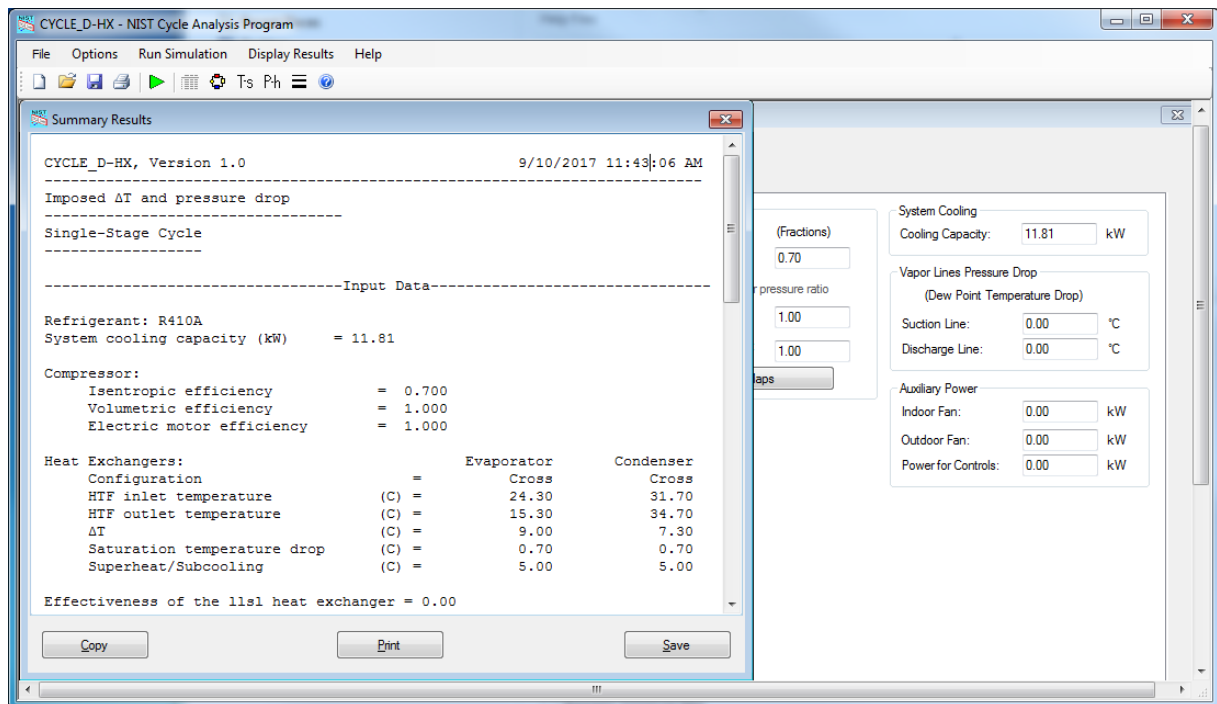 CYCLE_D-HX - NIST Cycle Analysis Program
File Options Run Simulation Display Results Help
T-s P-h
NIST Summary Results
CYCLE_D-HX, Version 1.0 9/10/2017 11:43:06 AM
Imposed ΔT and pressure drop
Single-Stage Cycle
Input Data
Refrigerant: R410A
System cooling capacity (kW) = 11.81
Compressor:
Isentropic efficiency = 0.700
Volumetric efficiency = 1.000
Electric motor efficiency = 1.000
Heat Exchangers: Evaporator Condenser
Configuration = Cross Cross
HTF inlet temperature (C) = 24.30 31.70
HTF outlet temperature (C) = 15.30 34.70
ΔT (C) = 9.00 7.30
Saturation temperature drop (C) = 0.70 0.70
Superheat/Subcooling (C) = 5.00 5.00
Effectiveness of the llsl heat exchanger = 0.00
Copy Print Save
(Fractions)
0.70
r pressure ratio
1.00
1.00
laps
System Cooling
Cooling Capacity: 11.81 kW
Vapor Lines Pressure Drop
(Dew Point Temperature Drop)
Suction Line: 0.00 °C
Discharge Line: 0.00 °C
Auxiliary Power
Indoor Fan: 0.00 kW
Outdoor Fan: 0.00 kW
Power for Controls: 0.00 kW